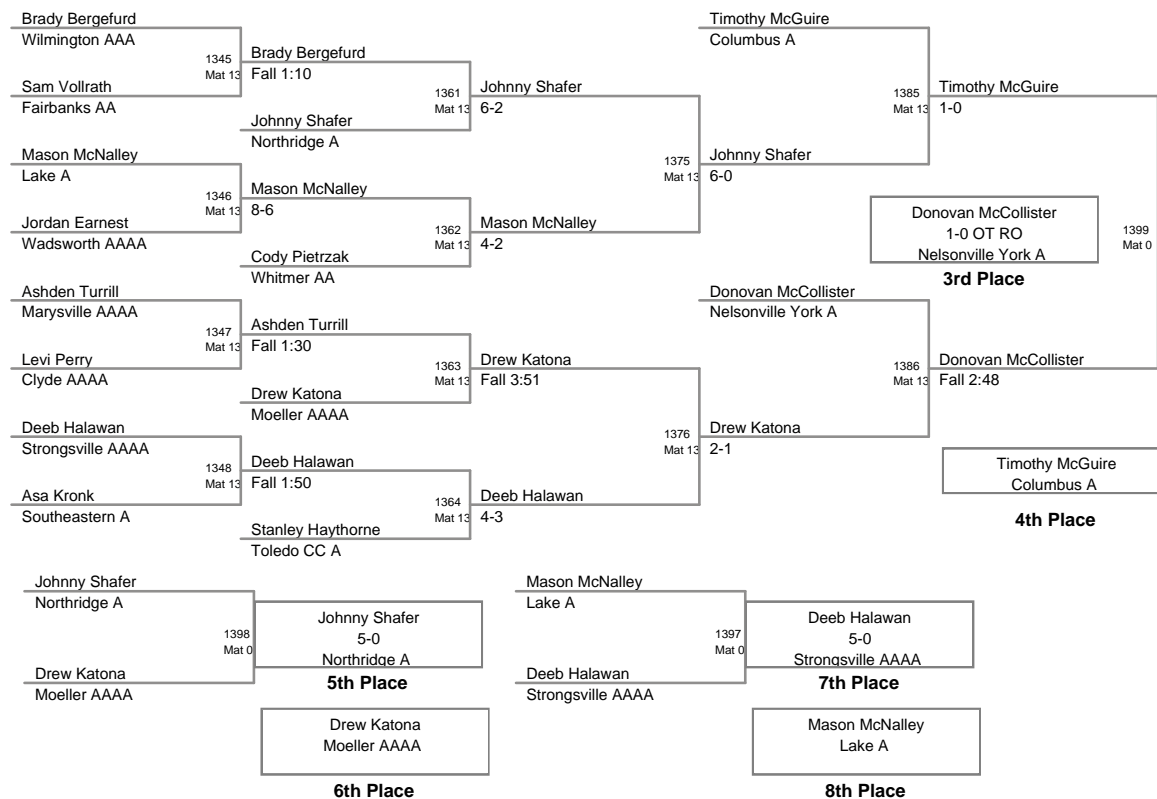 Brady Bergefurd
Wilmington AAA
1345
Mat 13
Sam Vollrath
Fairbanks AA
Brady Bergefurd
Fall 1:10
Johnny Shafer
Northridge A
1361
Mat 13
Johnny Shafer
6-2
Mason McNalley
Lake A
1346
Mat 13
Jordan Earnest
Wadsworth AAAA
Mason McNalley
8-6
Cody Pietrzak
Whitmer AA
1362
Mat 13
Mason McNalley
4-2
1375
Mat 13
Johnny Shafer
6-0
Timothy McGuire
Columbus A
1385
Mat 13
Timothy McGuire
1-0
Ashden Turrill
Marysville AAAA
1347
Mat 13
Levi Perry
Clyde AAAA
Ashden Turrill
Fall 1:30
Drew Katona
Moeller AAAA
1363
Mat 13
Drew Katona
Fall 3:51
Deeb Halawan
Strongsville AAAA
1348
Mat 13
Asa Kronk
Southeastern A
Deeb Halawan
Fall 1:50
Stanley Haythorne
Toledo CC A
1364
Mat 13
Deeb Halawan
4-3
1376
Mat 13
Drew Katona
2-1
Donovan McCollister
Nelsonville York A
1386
Mat 13
Donovan McCollister
Fall 2:48
1399
Mat 0
Donovan McCollister
1-0 OT RO
Nelsonville York A
3rd Place
Timothy McGuire
Columbus A
4th Place
Johnny Shafer
Northridge A
1398
Mat 0
Drew Katona
Moeller AAAA
Johnny Shafer
5-0
Northridge A
5th Place
Drew Katona
Moeller AAAA
6th Place
Mason McNalley
Lake A
1397
Mat 0
Deeb Halawan
Strongsville AAAA
Deeb Halawan
5-0
Strongsville AAAA
7th Place
Mason McNalley
Lake A
8th Place